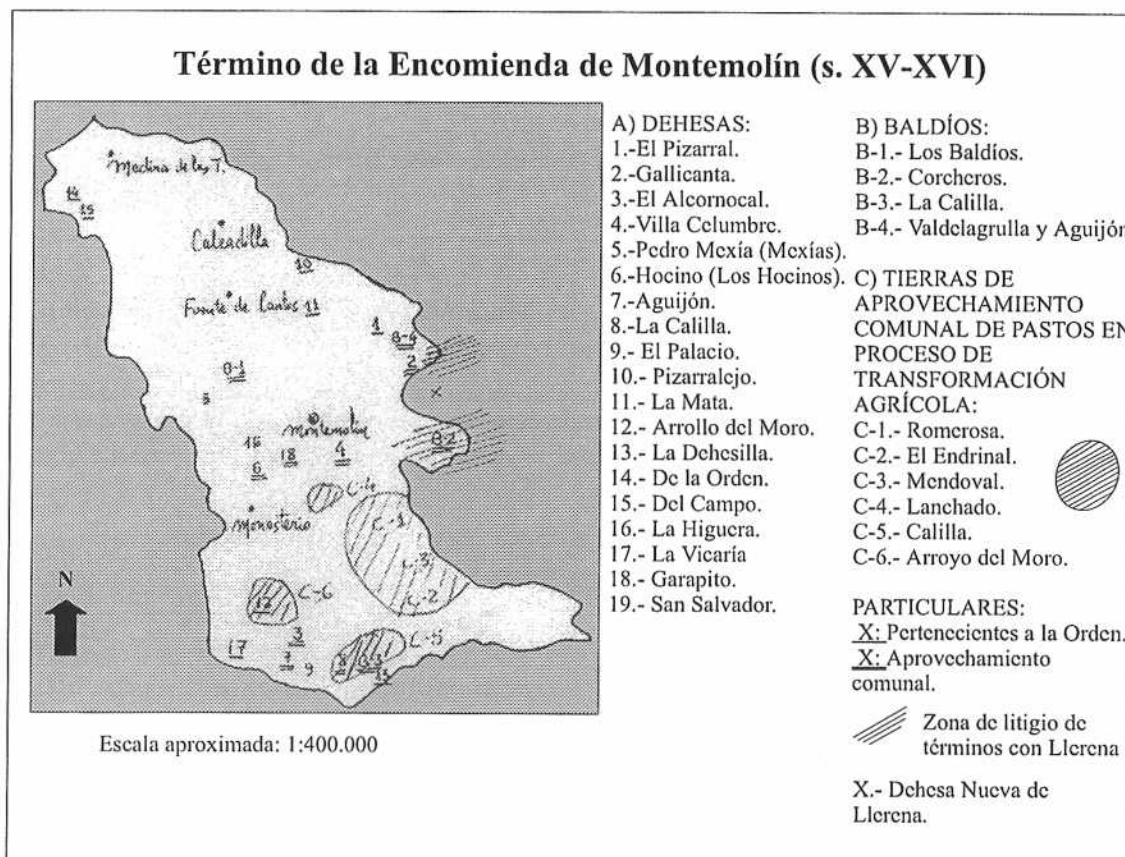 Término de la Encomienda de Montemolín (s. XV-XVI)
Medina de las T.
14
15
Calzadilla
10
Fuente de Cantos
11
1
B-4
2
X
B-1
5
Montemolín
16
18
4
6
B-2
C-4
Monesterio
C-1
C-3
C-2
C-6
12
3
C-5
17
7
9
8
B-3
13
N
Escala aproximada: 1:400.000
A) DEHESAS:
1.-El Pizarral.
2.-Gallicanta.
3.-El Alcornocal.
4.-Villa Celumbre.
5.-Pedro Mexía (Mexías).
6.-Hocino (Los Hocinos).
7.-Aguijón.
8.-La Calilla.
9.- El Palacio.
10.- Pizarralejo.
11.- La Mata.
12.- Arrollo del Moro.
13.- La Dehesilla.
14.- De la Orden.
15.- Del Campo.
16.- La Higuera.
17.- La Vicaría
18.- Garapito.
19.- San Salvador.
B) BALDÍOS:
B-1.- Los Baldíos.
B-2.- Corcheros.
B-3.- La Calilla.
B-4.- Valdelagrulla y Aguijón
C) TIERRAS DE
APROVECHAMIENTO
COMUNAL DE PASTOS EN
PROCESO DE
TRANSFORMACIÓN
AGRÍCOLA:
C-1.- Romerosa.
C-2.- El Endrinal.
C-3.- Mendoval.
C-4.- Lanchado.
C-5.- Calilla.
C-6.- Arroyo del Moro.
PARTICULARES:
X: Pertenecientes a la Orden.
X: Aprovechamiento
comunal.
Zona de litigio de
términos con Llerena
X.- Dehesa Nueva de
Llerena.